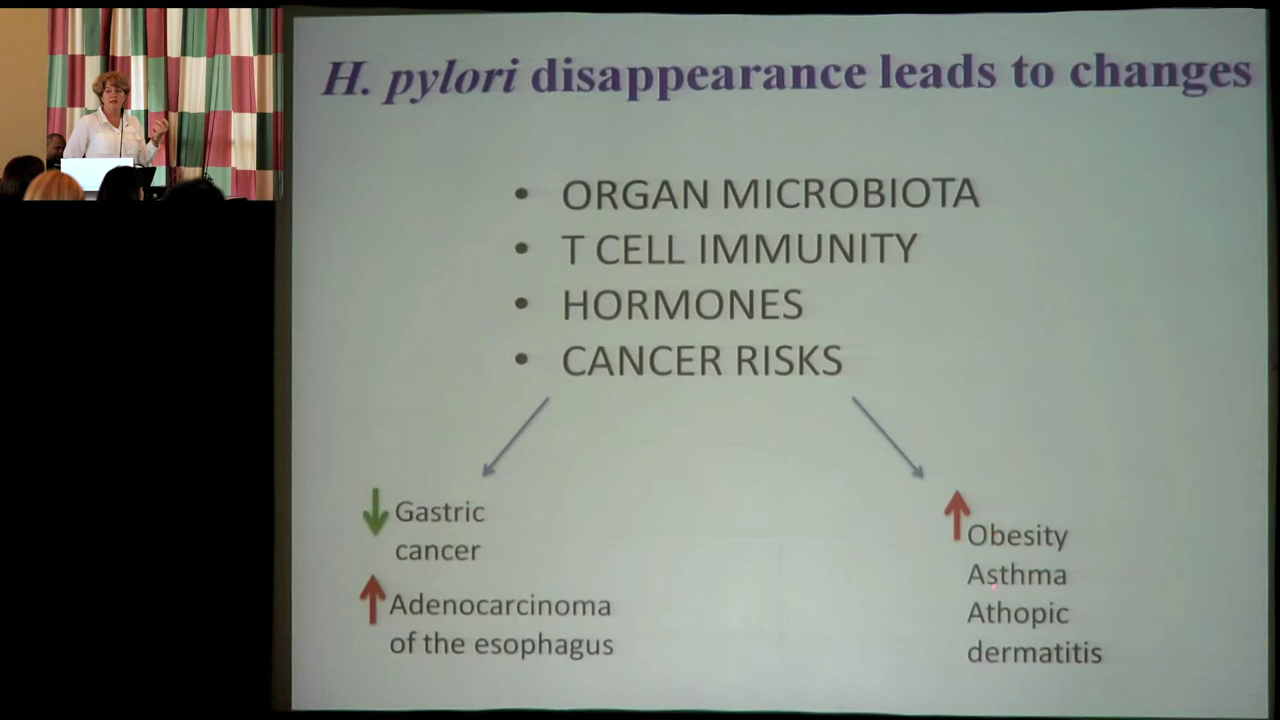 H. pylori disappearance leads to changes
• ORGAN MICROBIOTA
• T CELL IMMUNITY
• HORMONES
• CANCER RISKS
Gastric
cancer
Adenocarcinoma
of the esophagus
Obesity
Asthma
Athopic
dermatitis